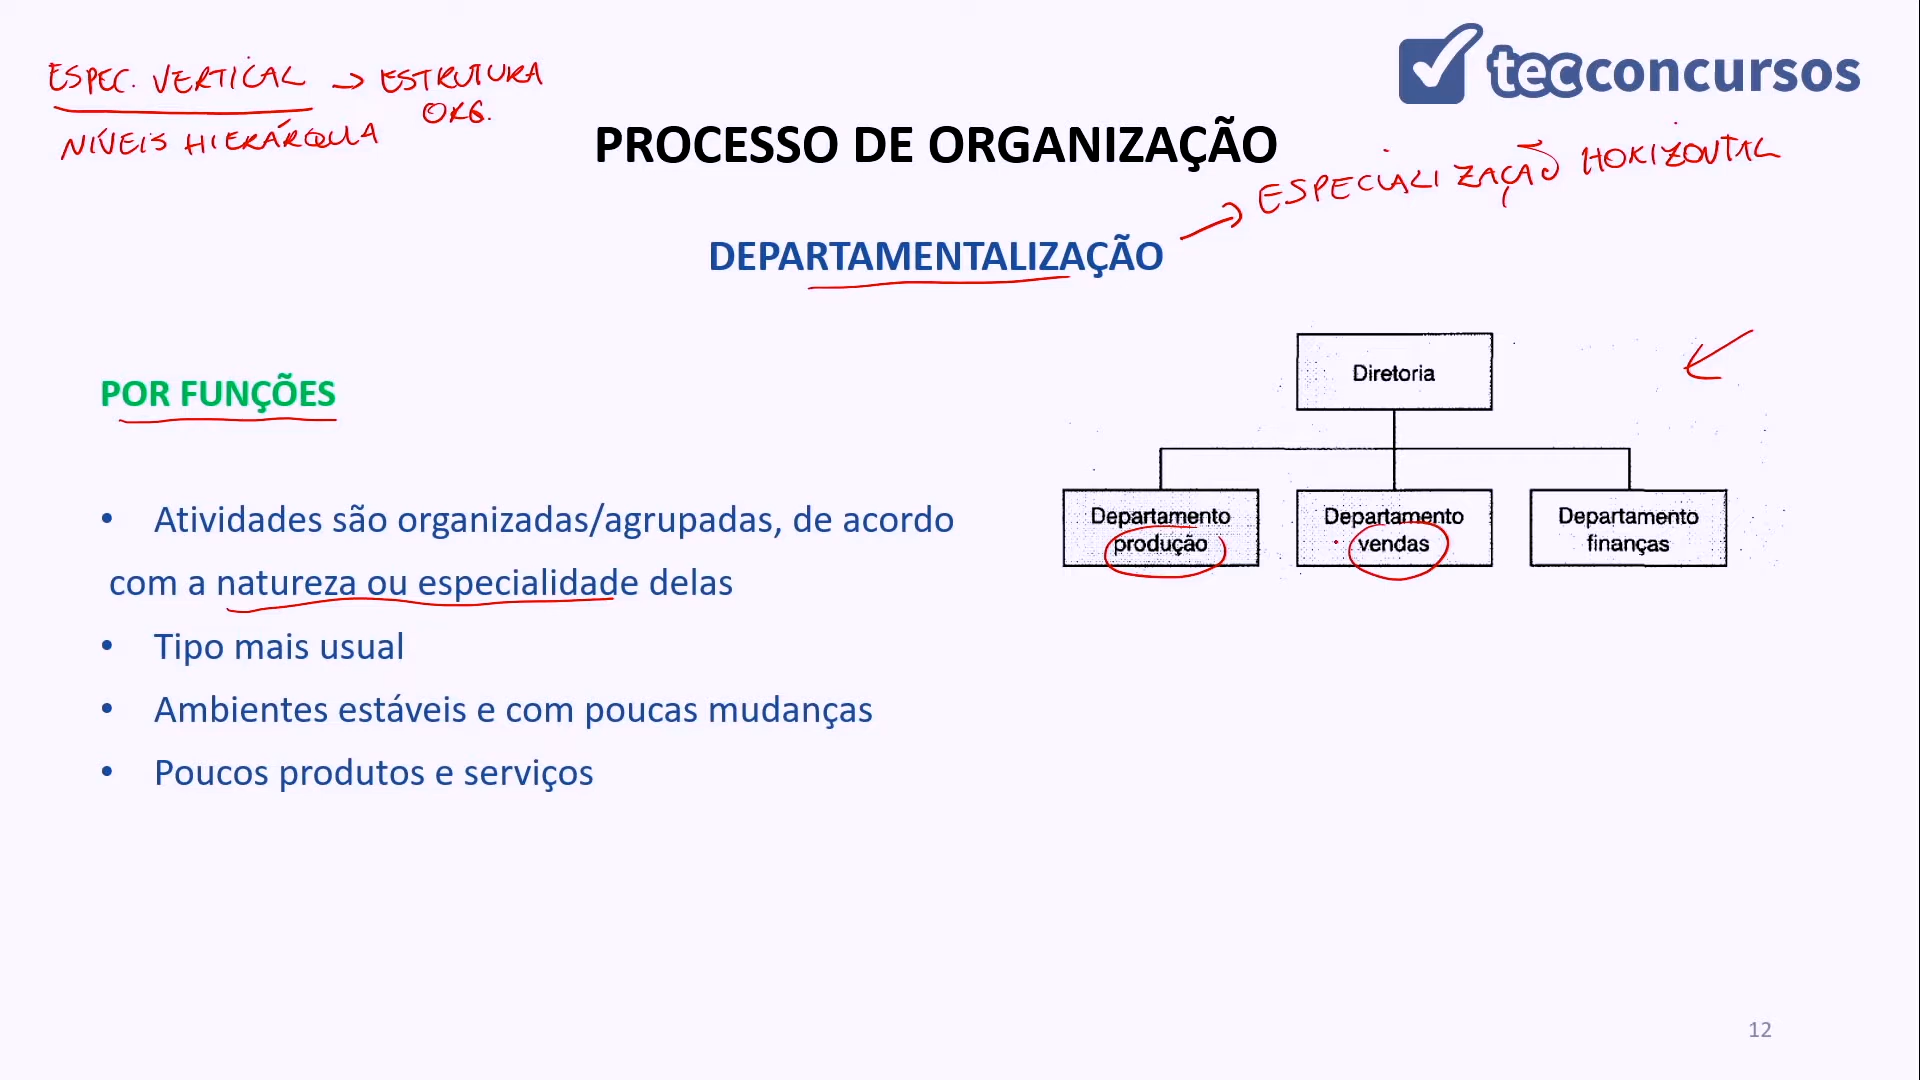 ESPEC. VERTICAL → ESTRUTURA
ORG.
NÍVEIS HIERÁRQUIA
tecconcursos
PROCESSO DE ORGANIZAÇÃO
→ ESPECIALIZAÇÃO HORIZONTAL
DEPARTAMENTALIZAÇÃO
POR FUNÇÕES
• Atividades são organizadas/agrupadas, de acordo
com a natureza ou especialidade delas
• Tipo mais usual
• Ambientes estáveis e com poucas mudanças
• Poucos produtos e serviços
Diretoria
Departamento
produção
Departamento
vendas
Departamento
finanças
12